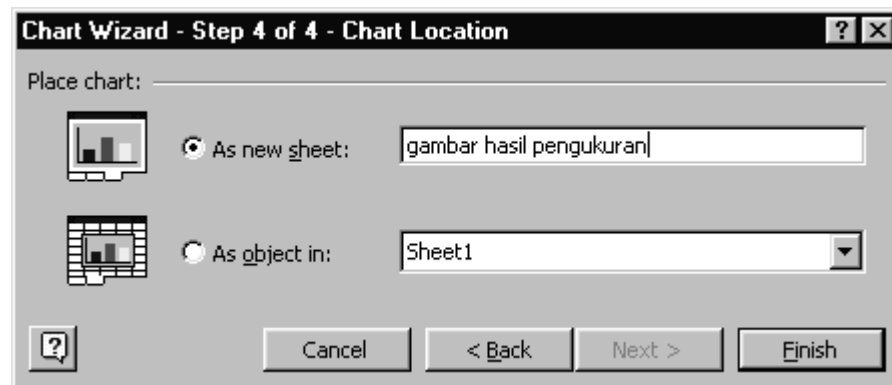 Chart Wizard - Step 4 of 4 - Chart Location
Place chart:
As new sheet: gambar hasil pengukuran
As object in: Sheet1
Cancel < Back Next > Finish